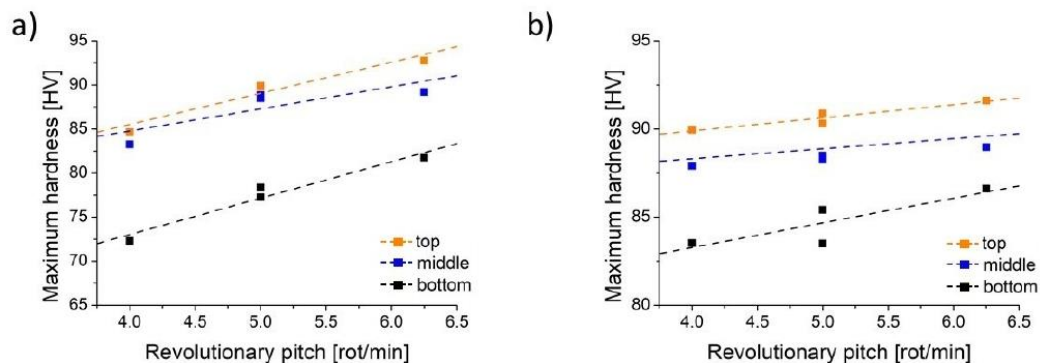 a)
95
90
85
80
75
70
65
Maximum hardness [HV]
top
middle
bottom
4.0 4.5 5.0 5.5 6.0 6.5
Revolutionary pitch [rot/min]
b)
95
90
85
80
75
Maximum hardness [HV]
top
middle
bottom
4.0 4.5 5.0 5.5 6.0 6.5
Revolutionary pitch [rot/min]